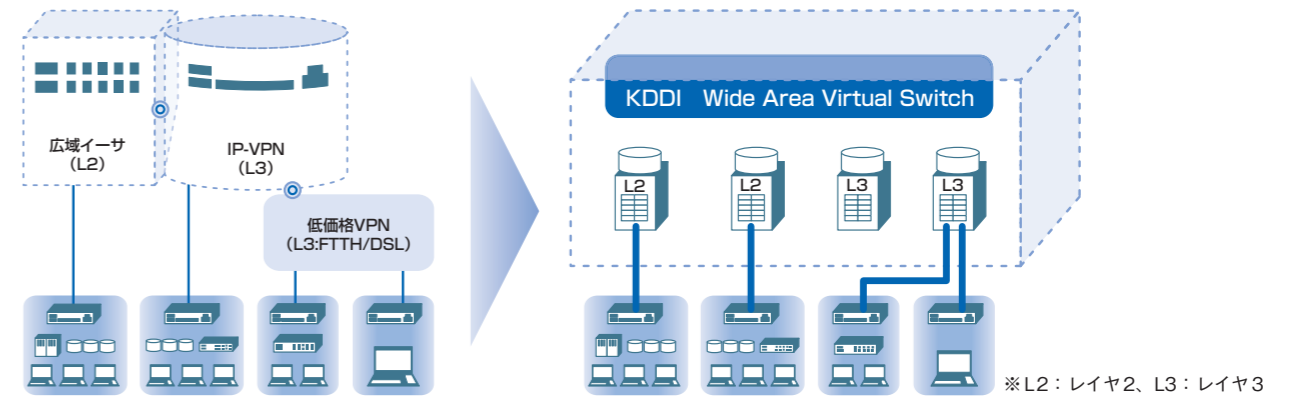 広域イーサ
（L2）
IP-VPN
（L3）
低価格VPN
（L3:FTTH/DSL）
KDDI Wide Area Virtual Switch
L2
L2
L3
L3
※L2：レイヤ2、L3：レイヤ3